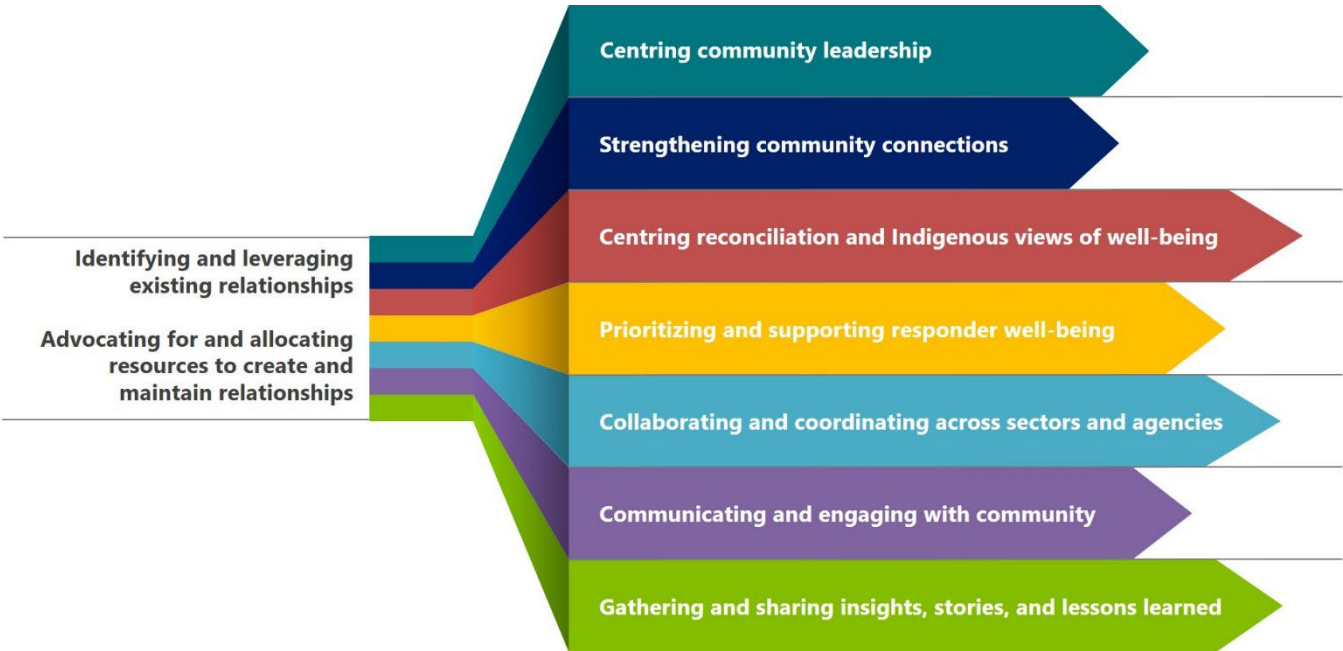 Identifying and leveraging
existing relationships
Advocating for and allocating
resources to create and
maintain relationships
Centring community leadership
Strengthening community connections
Centring reconciliation and Indigenous views of well-being
Prioritizing and supporting responder well-being
Collaborating and coordinating across sectors and agencies
Communicating and engaging with community
Gathering and sharing insights, stories, and lessons learned